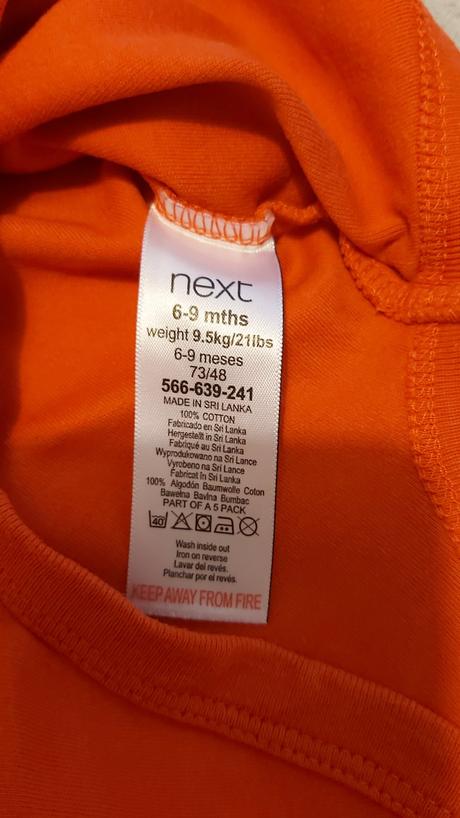 next
6-9 mths
weight 9.5kg/21lbs
6-9 meses
73/48
566-639-241
MADE IN SRI LANKA
100% COTTON
Fabricado en Sri Lanka
Hergestellt in Sri Lanka
Fabriqué au Sri Lanka
Wyprodukowano na Sri Lance
Vyrobeno na Sri Lance
Fabricat în Sri Lanka
100% Algodón Baumwolle Coton
Bawełna Bavlna Bumbac
PART OF A 5 PACK
40
Wash inside out
Iron on reverse
Lavar del revés.
Planchar por el revés.
KEEP AWAY FROM FIRE